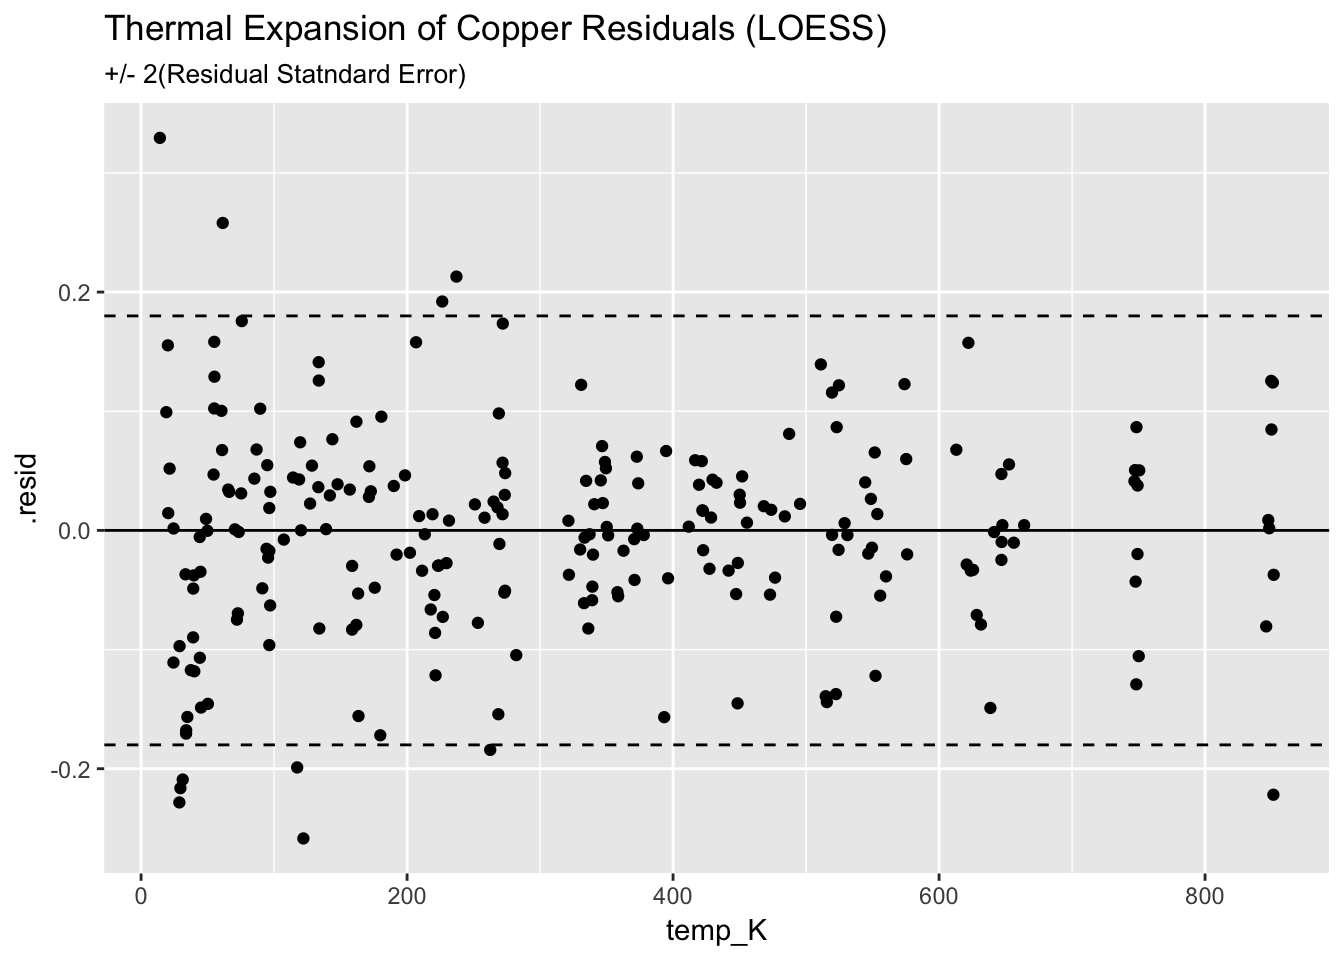 Thermal Expansion of Copper Residuals (LOESS)
+/- 2(Residual Statndard Error)
.resid
0.2
0.0
-0.2
0 200 400 600 800
temp_K